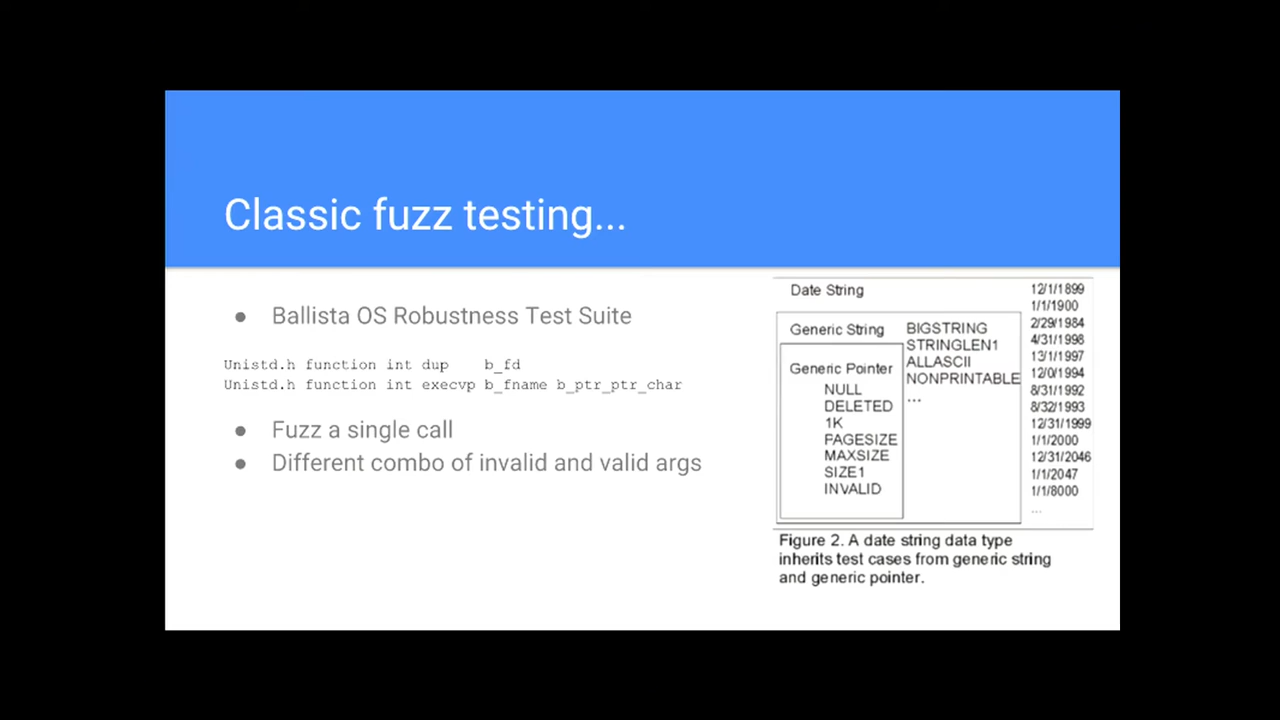 Classic fuzz testing...
● Ballista OS Robustness Test Suite
Unistd.h function int dup    b_fd
Unistd.h function int execvp b_fname b_ptr_ptr_char
● Fuzz a single call
● Different combo of invalid and valid args
Date String
Generic String
Generic Pointer
NULL
DELETED
1K
PAGESIZE
MAXSIZE
SIZE1
INVALID
BIGSTRING
STRINGLEN1
ALLASCII
NONPRINTABLE
...
12/1/1899
1/1/1900
2/29/1984
4/31/1998
13/1/1997
12/0/1994
8/31/1992
8/32/1993
12/31/1999
1/1/2000
12/31/2046
1/1/2047
1/1/8000
...
Figure 2. A date string data type
inherits test cases from generic string
and generic pointer.